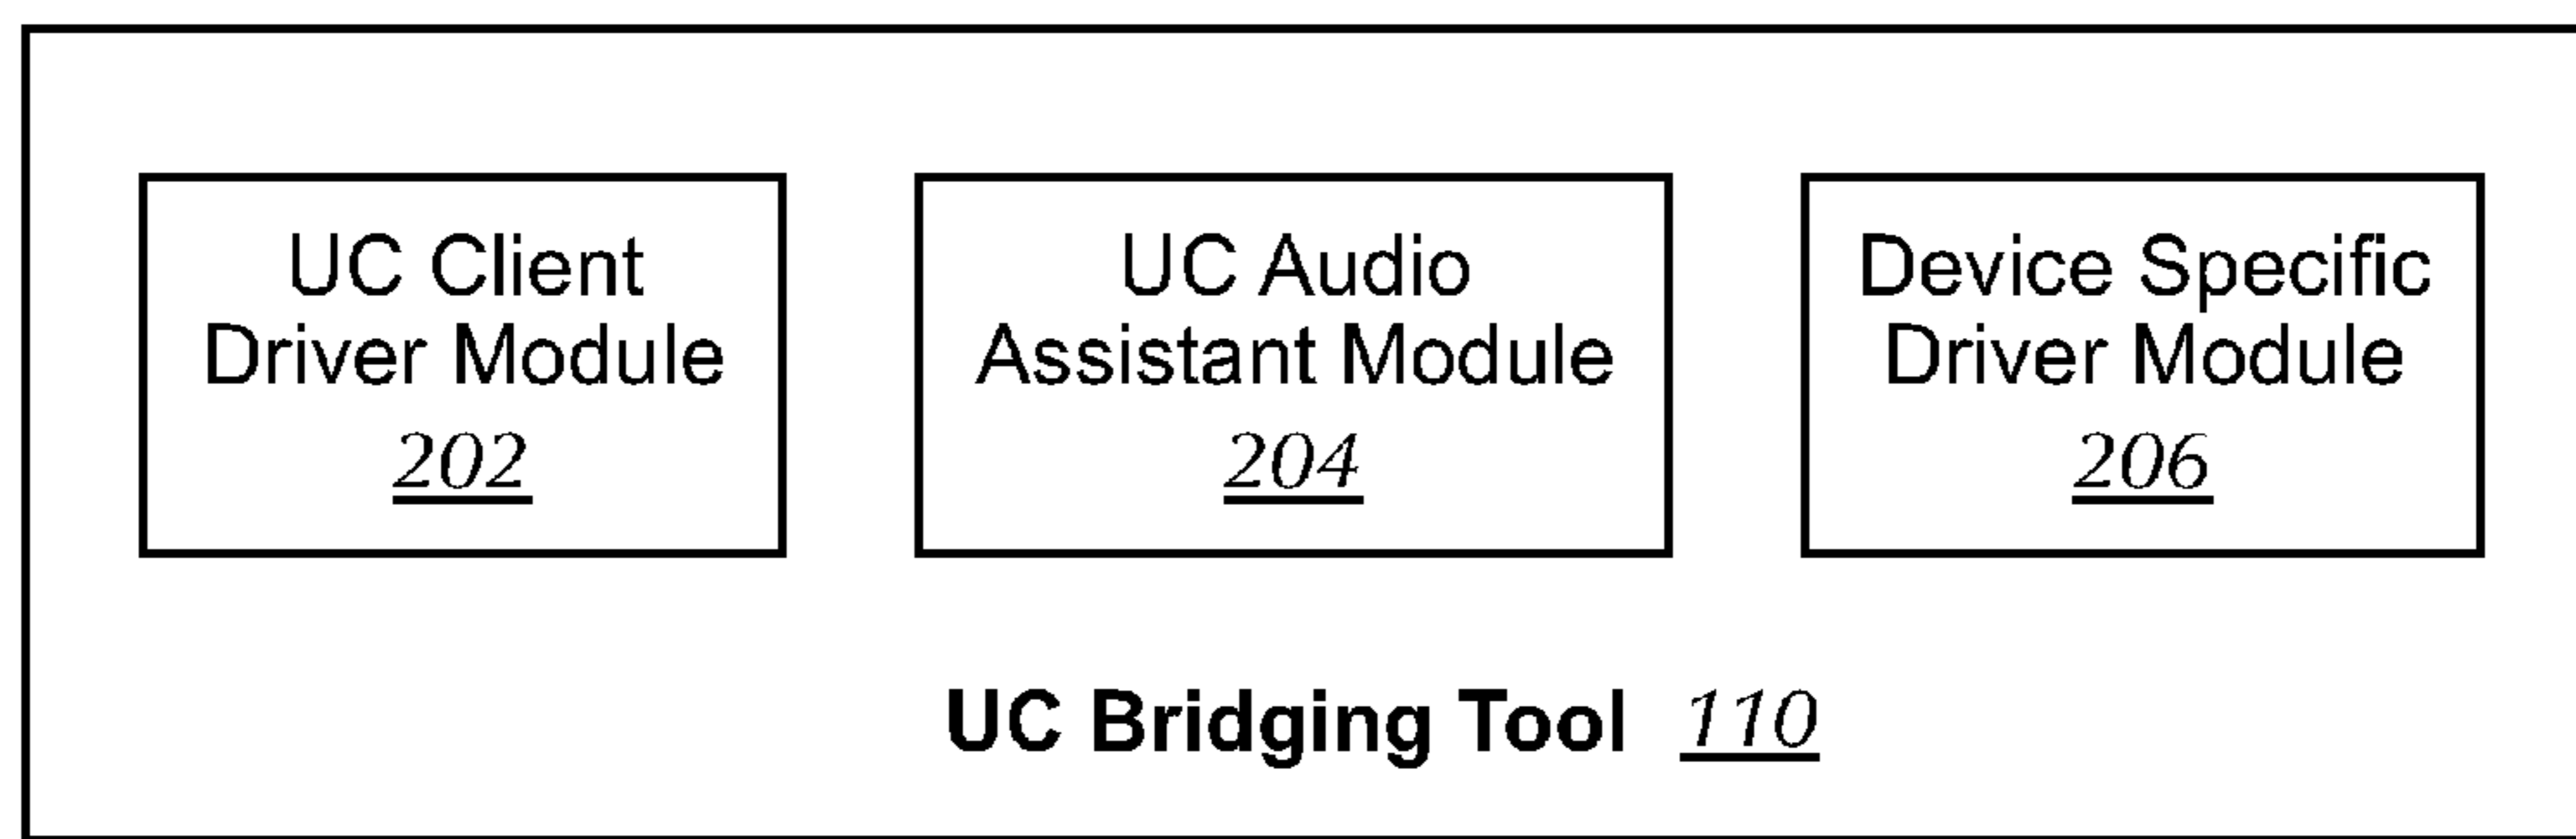 UC Client
Driver Module
202
UC Audio
Assistant Module
204
Device Specific
Driver Module
206
UC Bridging Tool 110